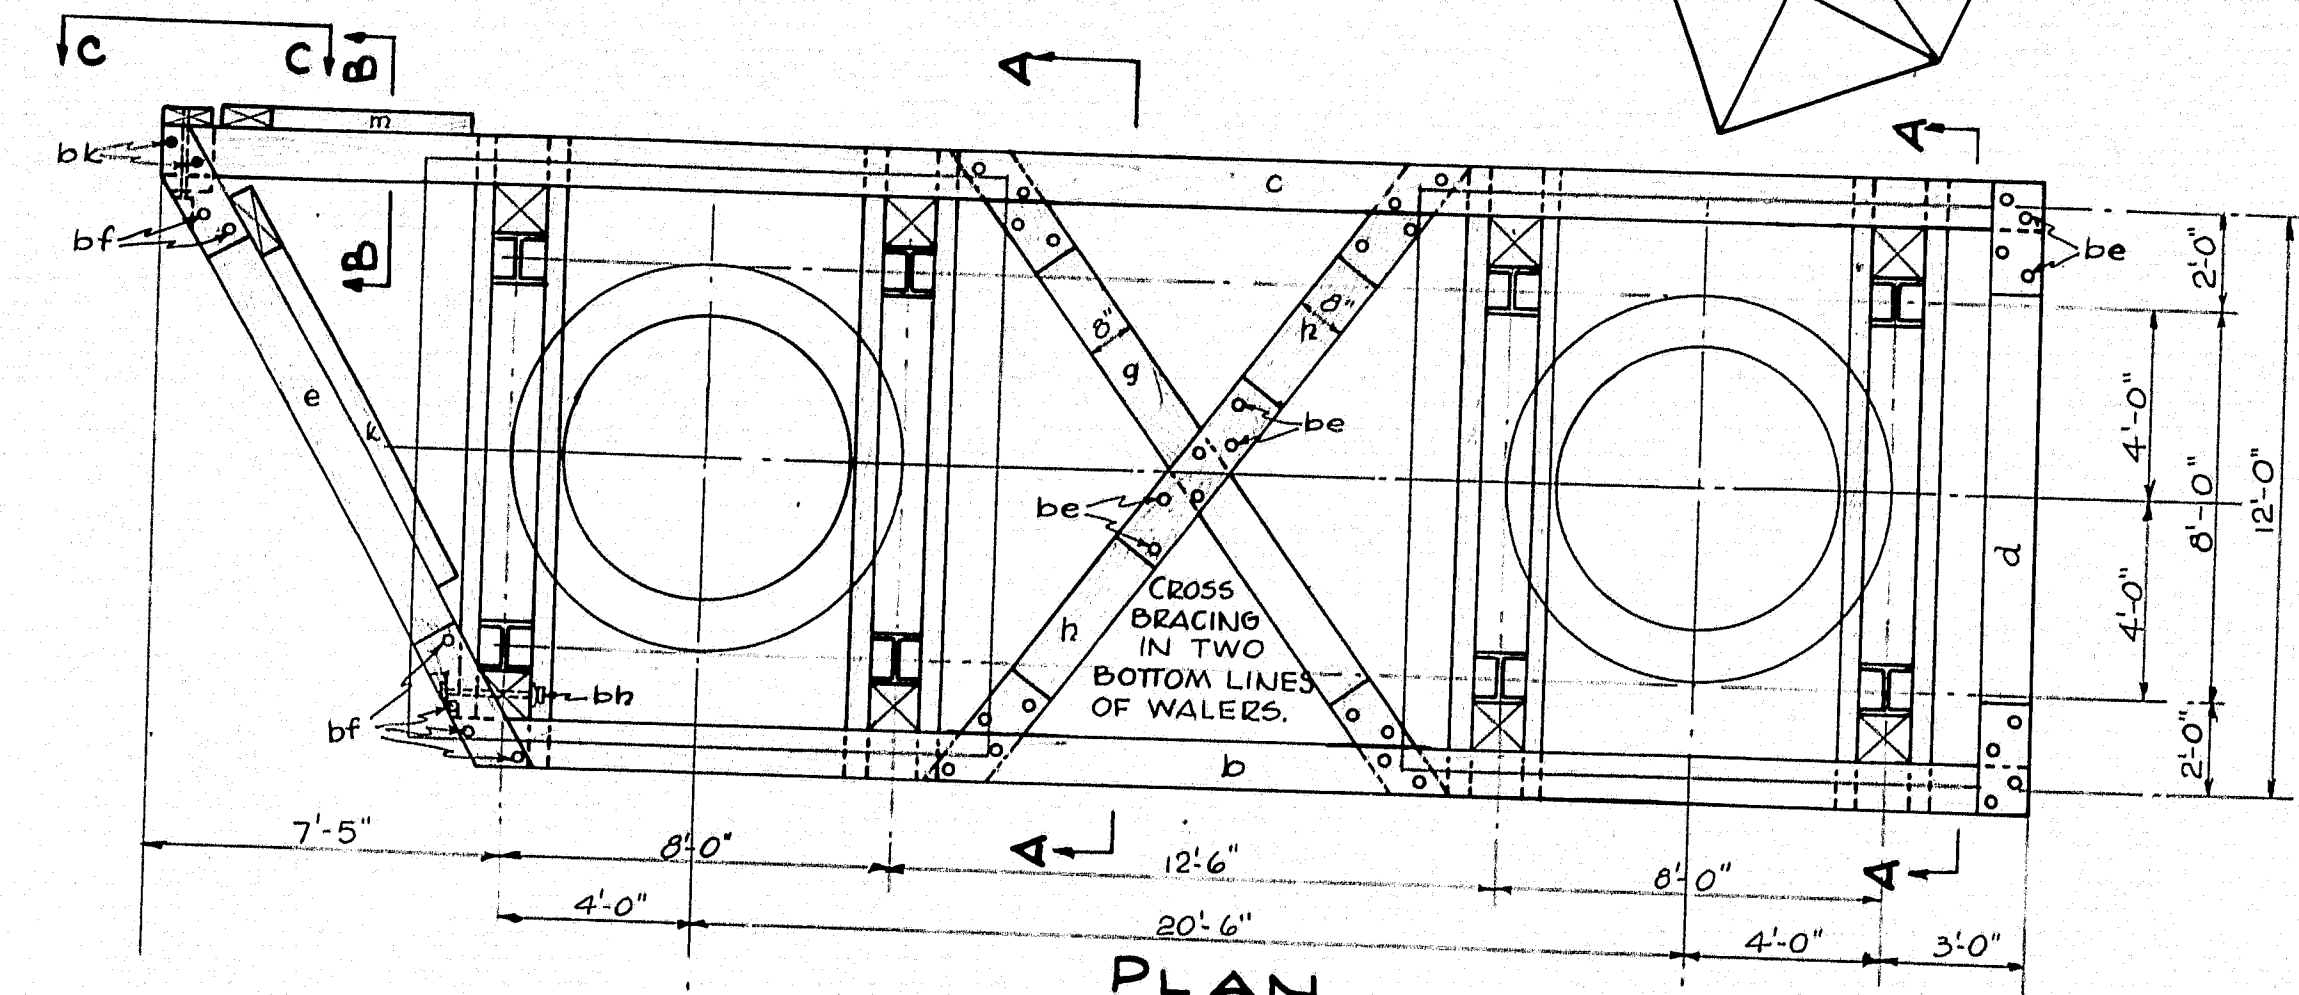 C
C
B
A
A
m
bk
c
bf
B
be
2'-0"
8"
8"
h
g
e
k
4'-0"
be
8'-0"
12'-0"
be
d
CROSS
BRACING
IN TWO
BOTTOM LINES
OF WALERS.
h
4'-0"
bh
bf
b
2'-0"
7'-5"
8'-0"
A
12'-6"
8'-0"
A
4'-0"
20'-6"
4'-0"
3'-0"
PLAN